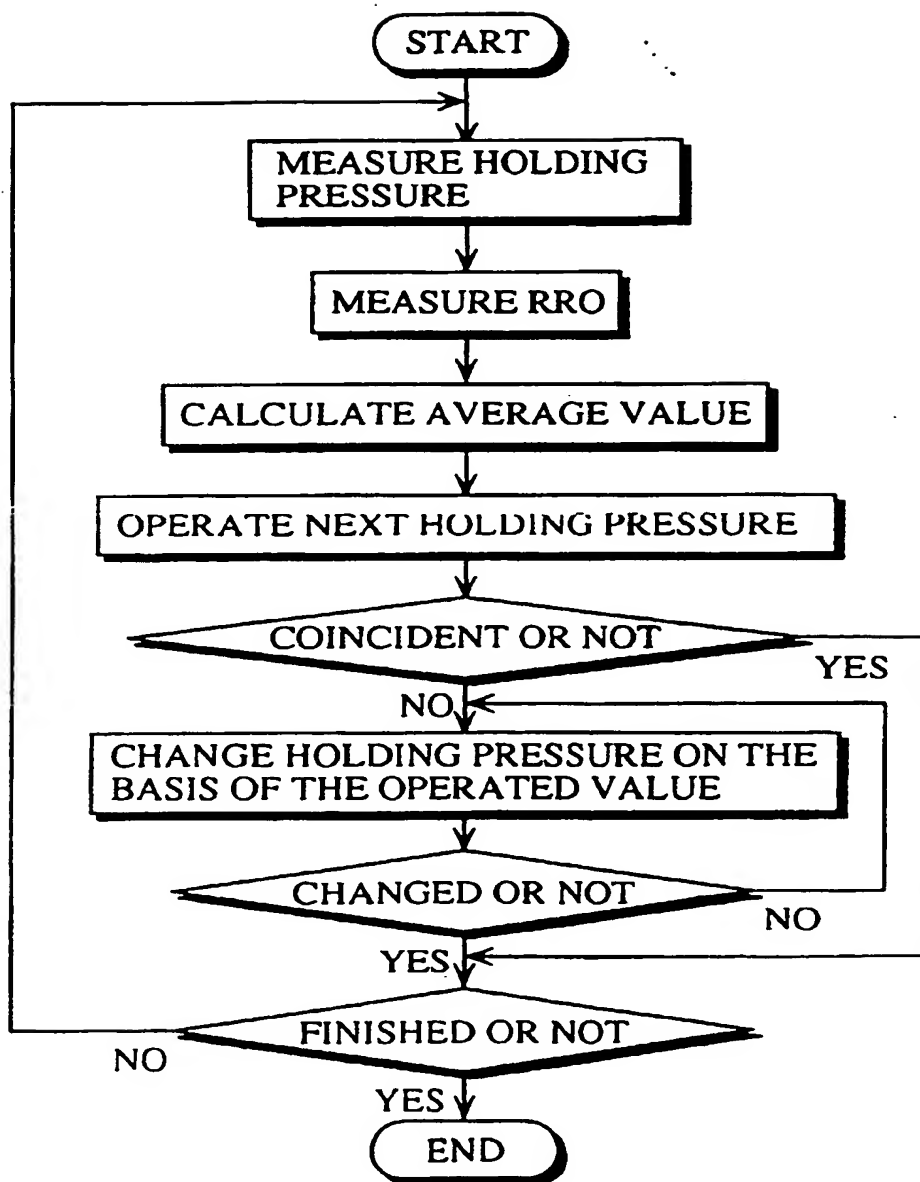 START
MEASURE HOLDING
PRESSURE
MEASURE RRO
CALCULATE AVERAGE VALUE
OPERATE NEXT HOLDING PRESSURE
COINCIDENT OR NOT
YES
NO
CHANGE HOLDING PRESSURE ON THE
BASIS OF THE OPERATED VALUE
CHANGED OR NOT
NO
YES
FINISHED OR NOT
NO
YES
END